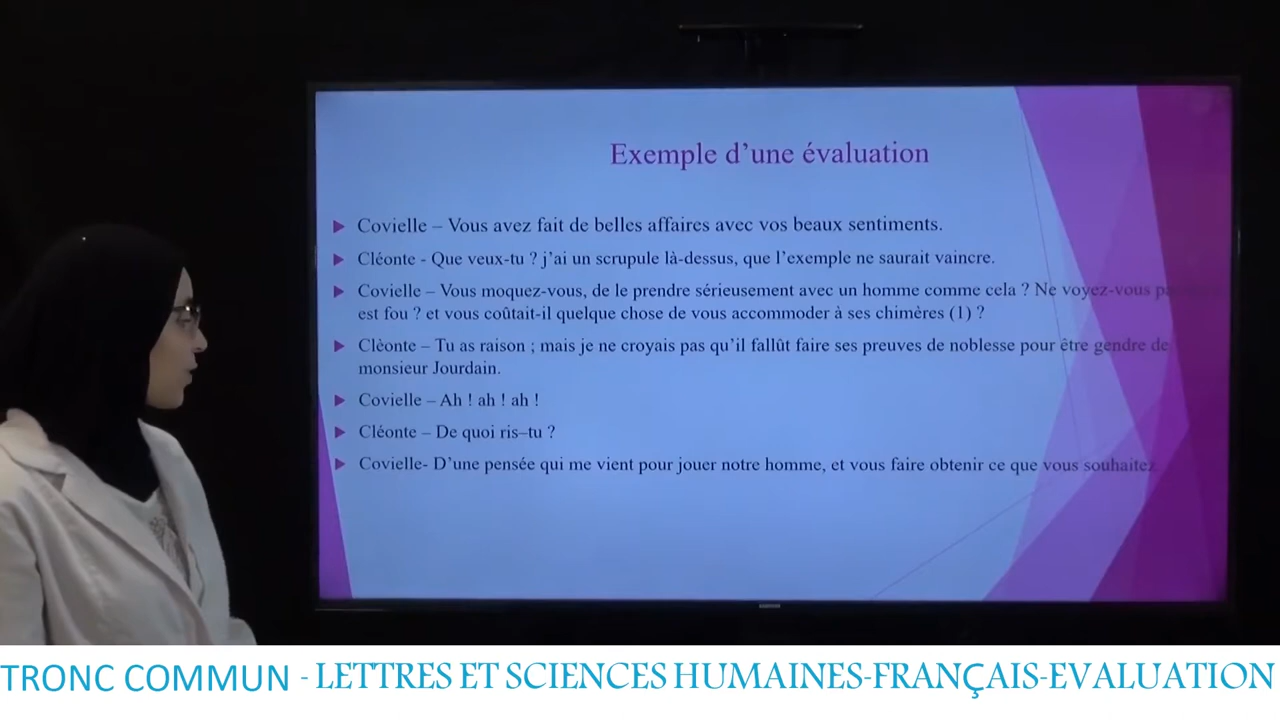 Exemple d’une évaluation
Covielle – Vous avez fait de belles affaires avec vos beaux sentiments.
Cléonte - Que veux-tu ? j’ai un scrupule là-dessus, que l’exemple ne saurait vaincre.
Covielle – Vous moquez-vous, de le prendre sérieusement avec un homme comme cela ? Ne voyez-vous
est fou ? et vous coûtait-il quelque chose de vous accommoder à ses chimères (1) ?
Clèonte – Tu as raison ; mais je ne croyais pas qu’il fallût faire ses preuves de noblesse pour être gendre de
monsieur Jourdain.
Covielle – Ah ! ah ! ah !
Cléonte – De quoi ris–tu ?
Covielle- D’une pensée qui me vient pour jouer notre homme, et vous faire obtenir ce que vous souhaitez.
TRONC COMMUN - LETTRES ET SCIENCES HUMAINES-FRANÇAIS-EVALUATION